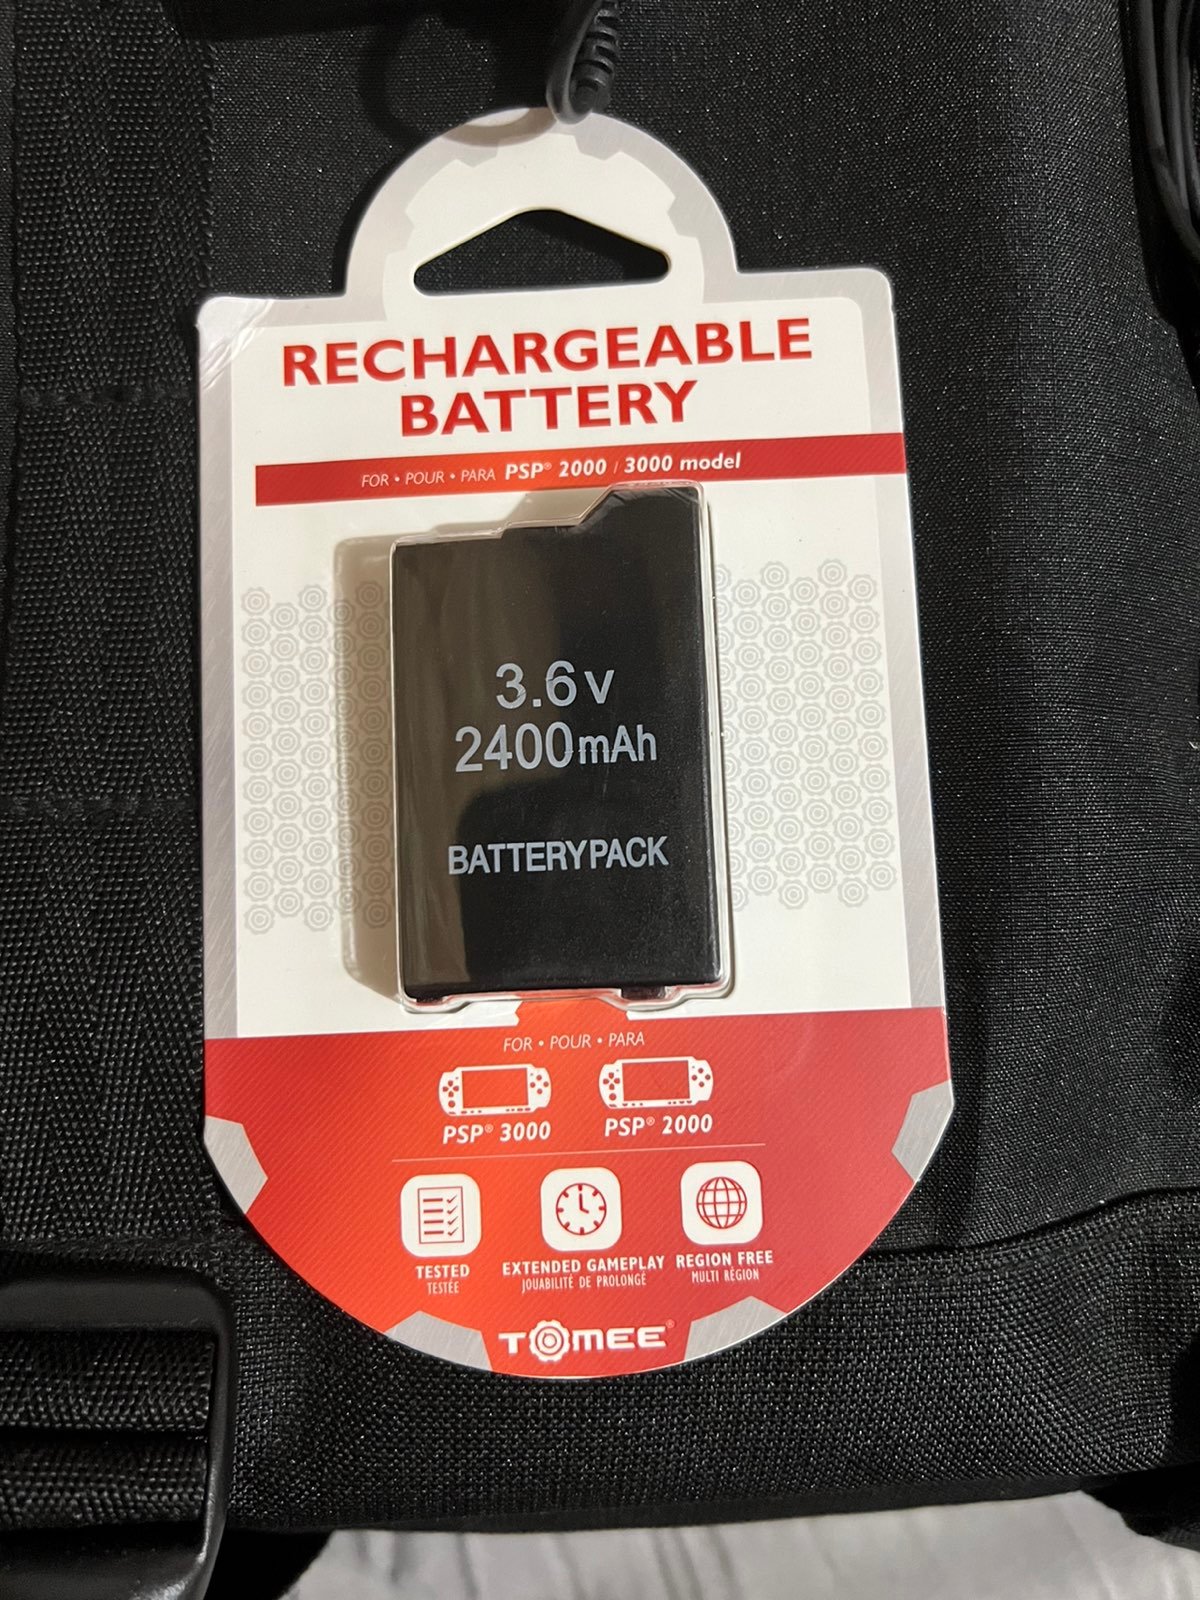 RECHARGEABLE
BATTERY
FOR • POUR • PARA PSP® 2000 / 3000 model
3.6v
2400mAh
BATTERYPACK
FOR • POUR • PARA
PSP® 3000
PSP® 2000
TESTED
TESTÉE
EXTENDED GAMEPLAY
JOUABILITÉ DE PROLONGÉ
REGION FREE
MULTI RÉGION
TOMEE®